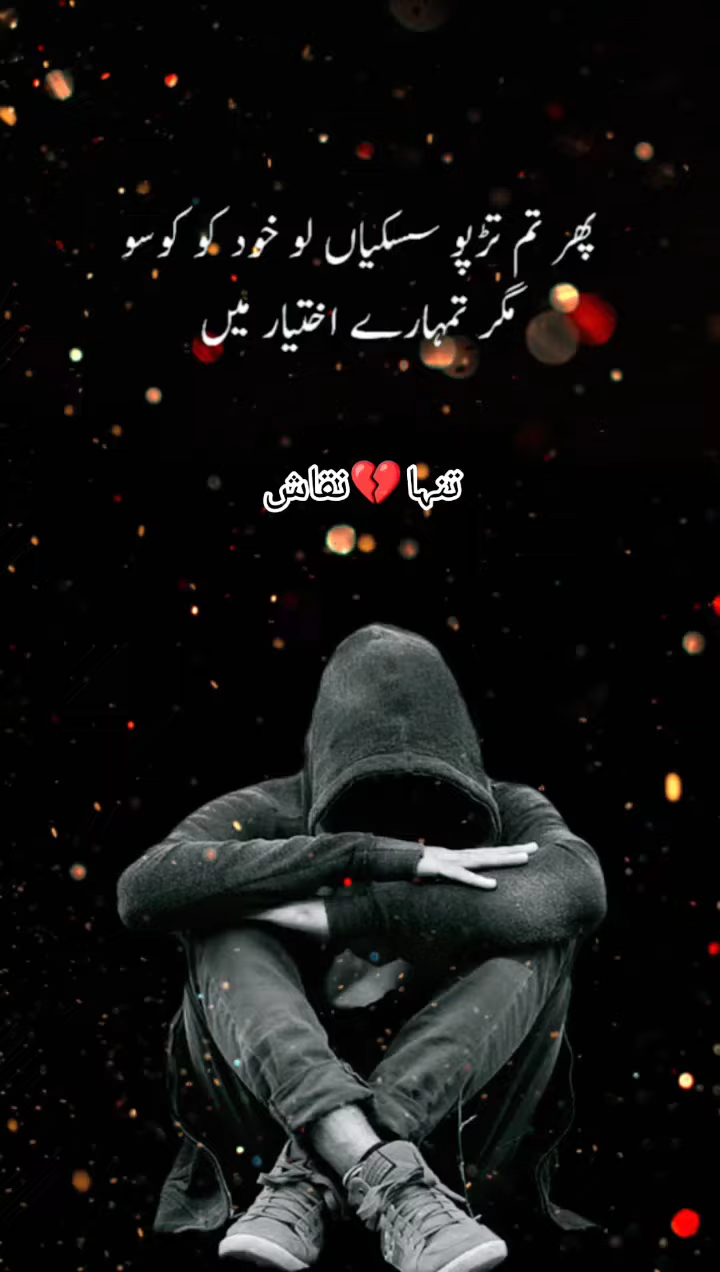 پھر تم تڑپو سسکیاں لو خود کو کوسو
مگر تمہارے اختیار میں
تنہا💔نقاش